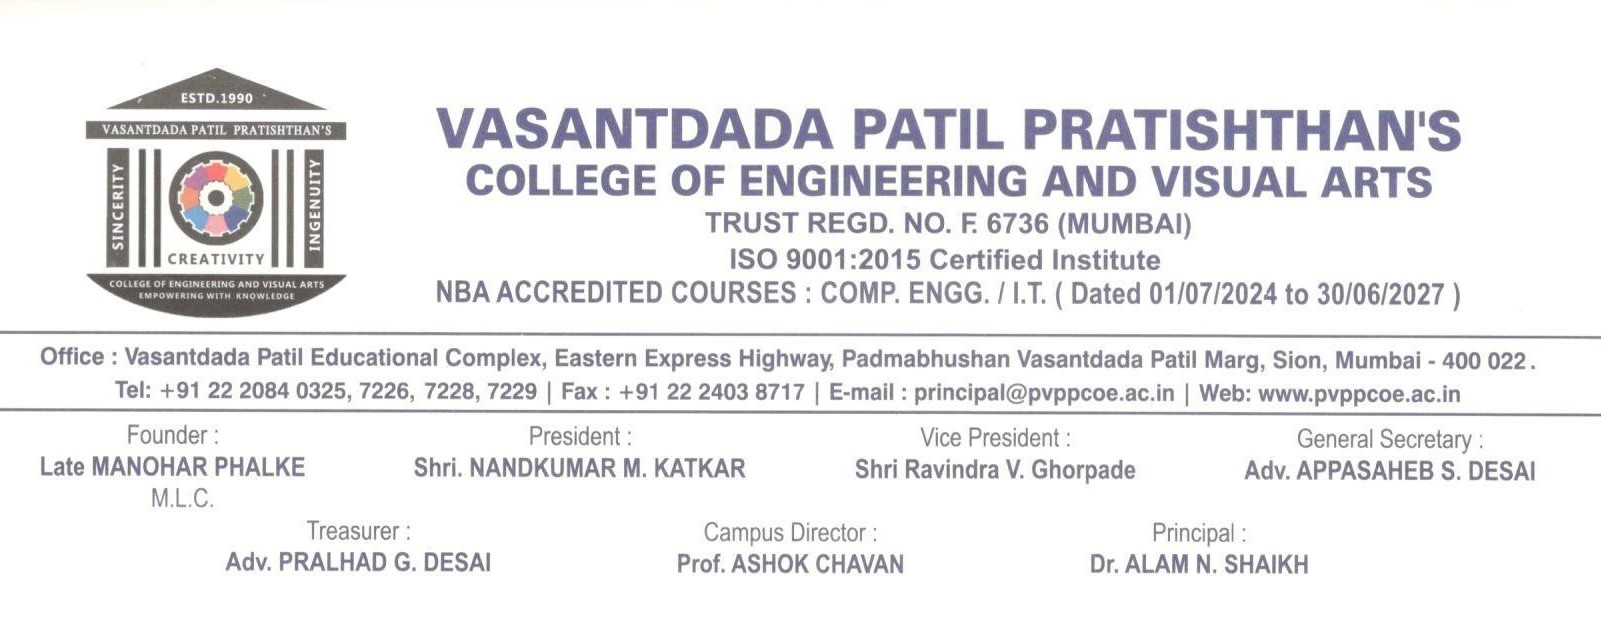 ESTD.1990
VASANTDADA PATIL PRATISHTHAN'S
SINCERITY
INGENUITY
CREATIVITY
COLLEGE OF ENGINEERING AND VISUAL ARTS
EMPOWERING WITH KNOWLEDGE
VASANTDADA PATIL PRATISHTHAN'S
COLLEGE OF ENGINEERING AND VISUAL ARTS
TRUST REGD. NO. F. 6736 (MUMBAI)
ISO 9001:2015 Certified Institute
NBA ACCREDITED COURSES : COMP. ENGG. / I.T. ( Dated 01/07/2024 to 30/06/2027 )
Office : Vasantdada Patil Educational Complex, Eastern Express Highway, Padmabhushan Vasantdada Patil Marg, Sion, Mumbai - 400 022.
Tel: +91 22 2084 0325, 7226, 7228, 7229 | Fax : +91 22 2403 8717 | E-mail : principal@pvppcoe.ac.in | Web: www.pvppcoe.ac.in
Founder : President : Vice President : General Secretary :
Late MANOHAR PHALKE Shri. NANDKUMAR M. KATKAR Shri Ravindra V. Ghorpade Adv. APPASAHEB S. DESAI
M.L.C.
Treasurer : Campus Director : Principal :
Adv. PRALHAD G. DESAI Prof. ASHOK CHAVAN Dr. ALAM N. SHAIKH